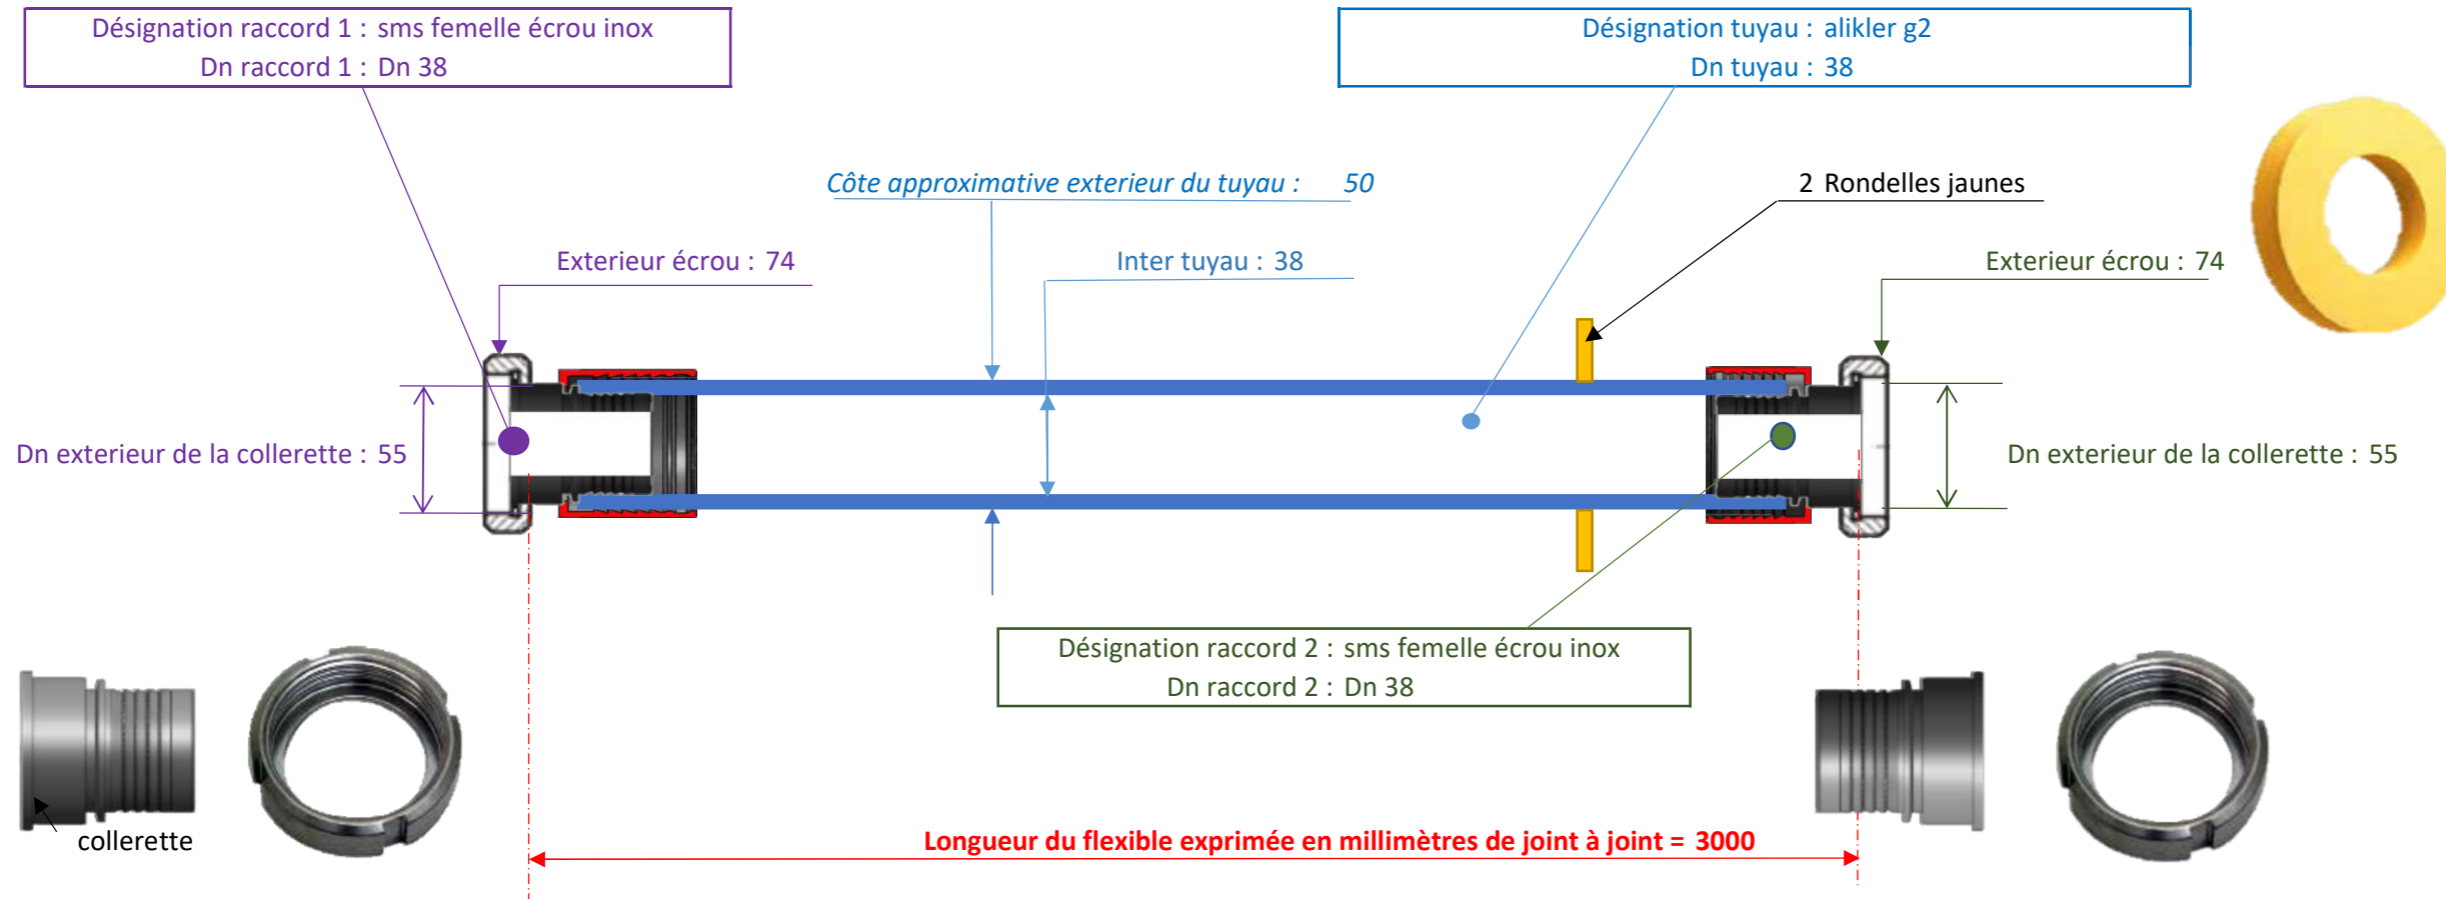 Désignation raccord 1 : sms femelle écrou inox
Dn raccord 1 : Dn 38
Désignation tuyau : alikler g2
Dn tuyau : 38
Côte approximative exterieur du tuyau : 50
2 Rondelles jaunes
Exterieur écrou : 74
Inter tuyau : 38
Exterieur écrou : 74
Dn exterieur de la collerette : 55
Dn exterieur de la collerette : 55
Désignation raccord 2 : sms femelle écrou inox
Dn raccord 2 : Dn 38
collerette
Longueur du flexible exprimée en millimètres de joint à joint = 3000